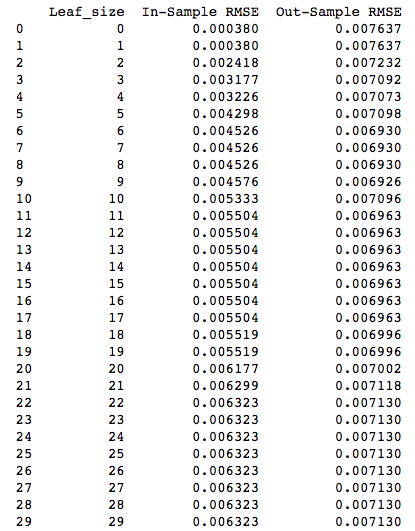 Leaf_size In-Sample RMSE Out-Sample RMSE
0 0 0.000380 0.007637
1 1 0.000380 0.007637
2 2 0.002418 0.007232
3 3 0.003177 0.007092
4 4 0.003226 0.007073
5 5 0.004298 0.007098
6 6 0.004526 0.006930
7 7 0.004526 0.006930
8 8 0.004526 0.006930
9 9 0.004576 0.006926
10 10 0.005333 0.007096
11 11 0.005504 0.006963
12 12 0.005504 0.006963
13 13 0.005504 0.006963
14 14 0.005504 0.006963
15 15 0.005504 0.006963
16 16 0.005504 0.006963
17 17 0.005504 0.006963
18 18 0.005519 0.006996
19 19 0.005519 0.006996
20 20 0.006177 0.007002
21 21 0.006299 0.007118
22 22 0.006323 0.007130
23 23 0.006323 0.007130
24 24 0.006323 0.007130
25 25 0.006323 0.007130
26 26 0.006323 0.007130
27 27 0.006323 0.007130
28 28 0.006323 0.007130
29 29 0.006323 0.007130